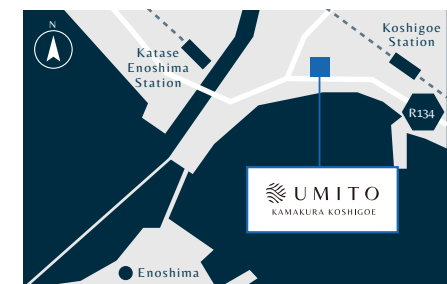 N
Koshigoe
Station
Katase
Enoshima
Station
R134
UMITO
KAMAKURA KOSHIGOE
Enoshima